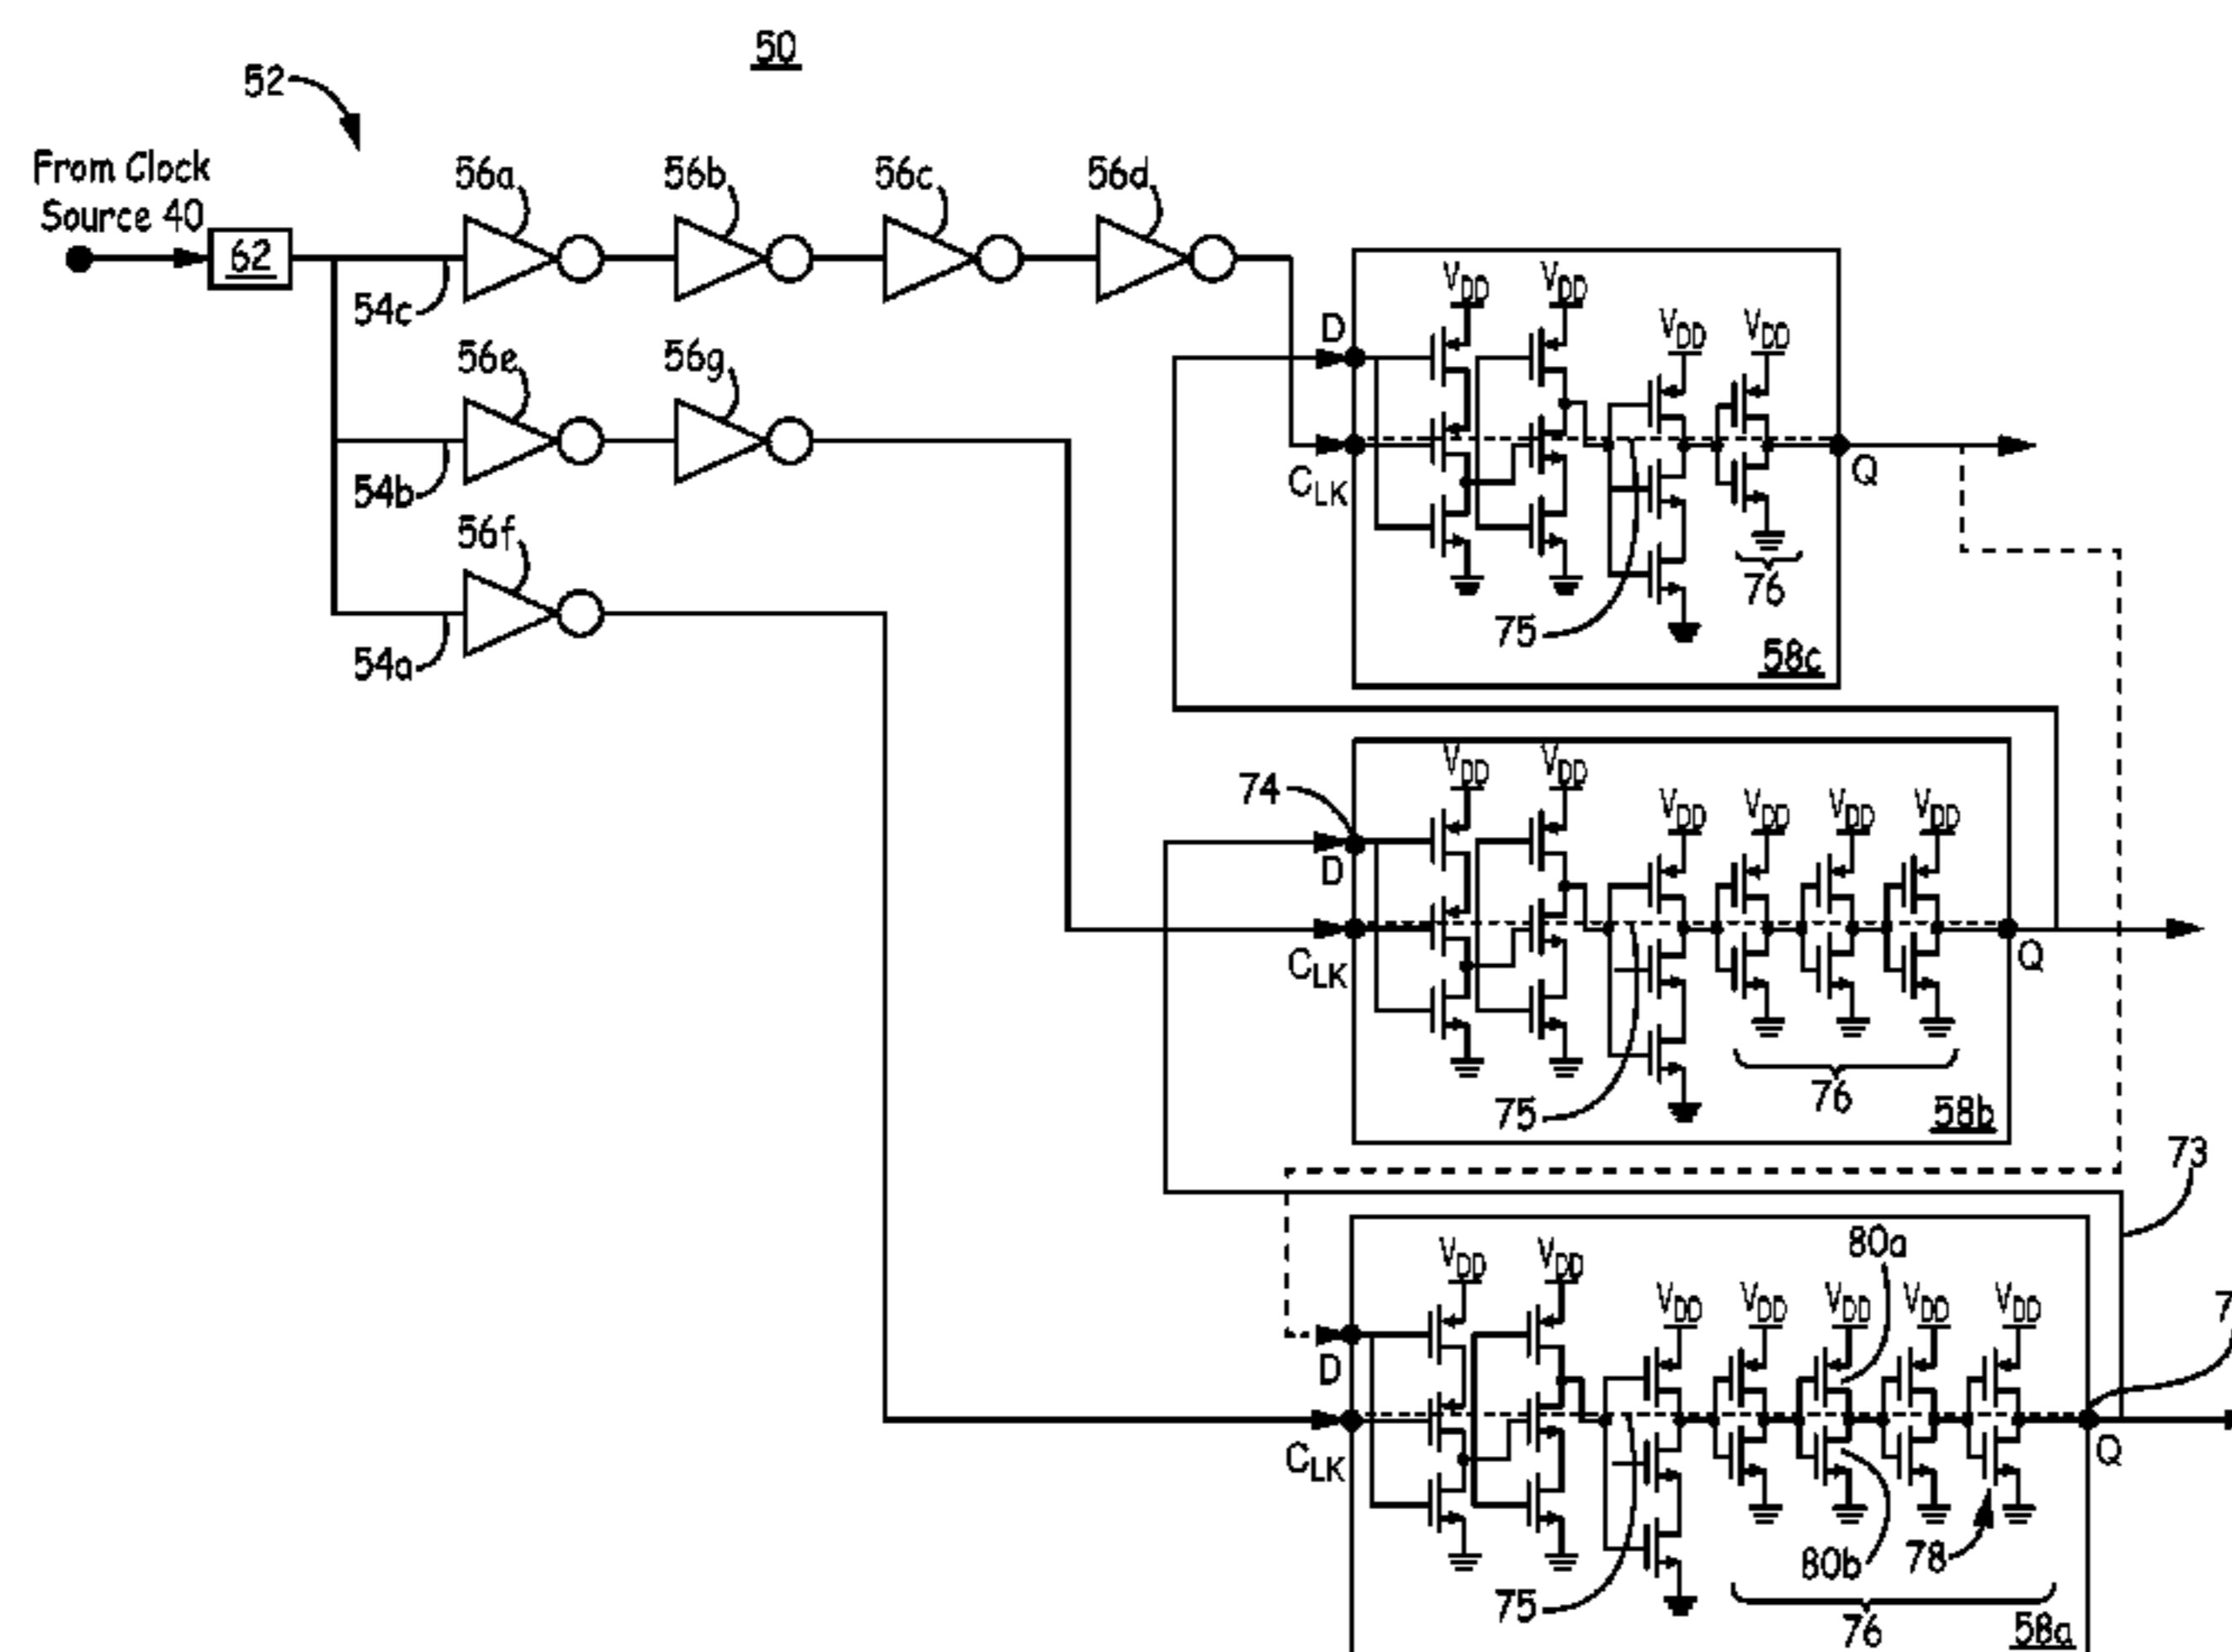 50
52
From Clock
Source 40
62
56a
56b
56c
56d
54c
56e
56g
54b
56f
54a
VDD
VDD
VDD
VDD
D
CLK
Q
75
76
58c
74
VDD
VDD
VDD
VDD
VDD
VDD
D
CLK
Q
75
76
58b
73
80a
VDD
VDD
VDD
VDD
VDD
VDD
VDD
D
CLK
Q
80b
78
75
76
58a